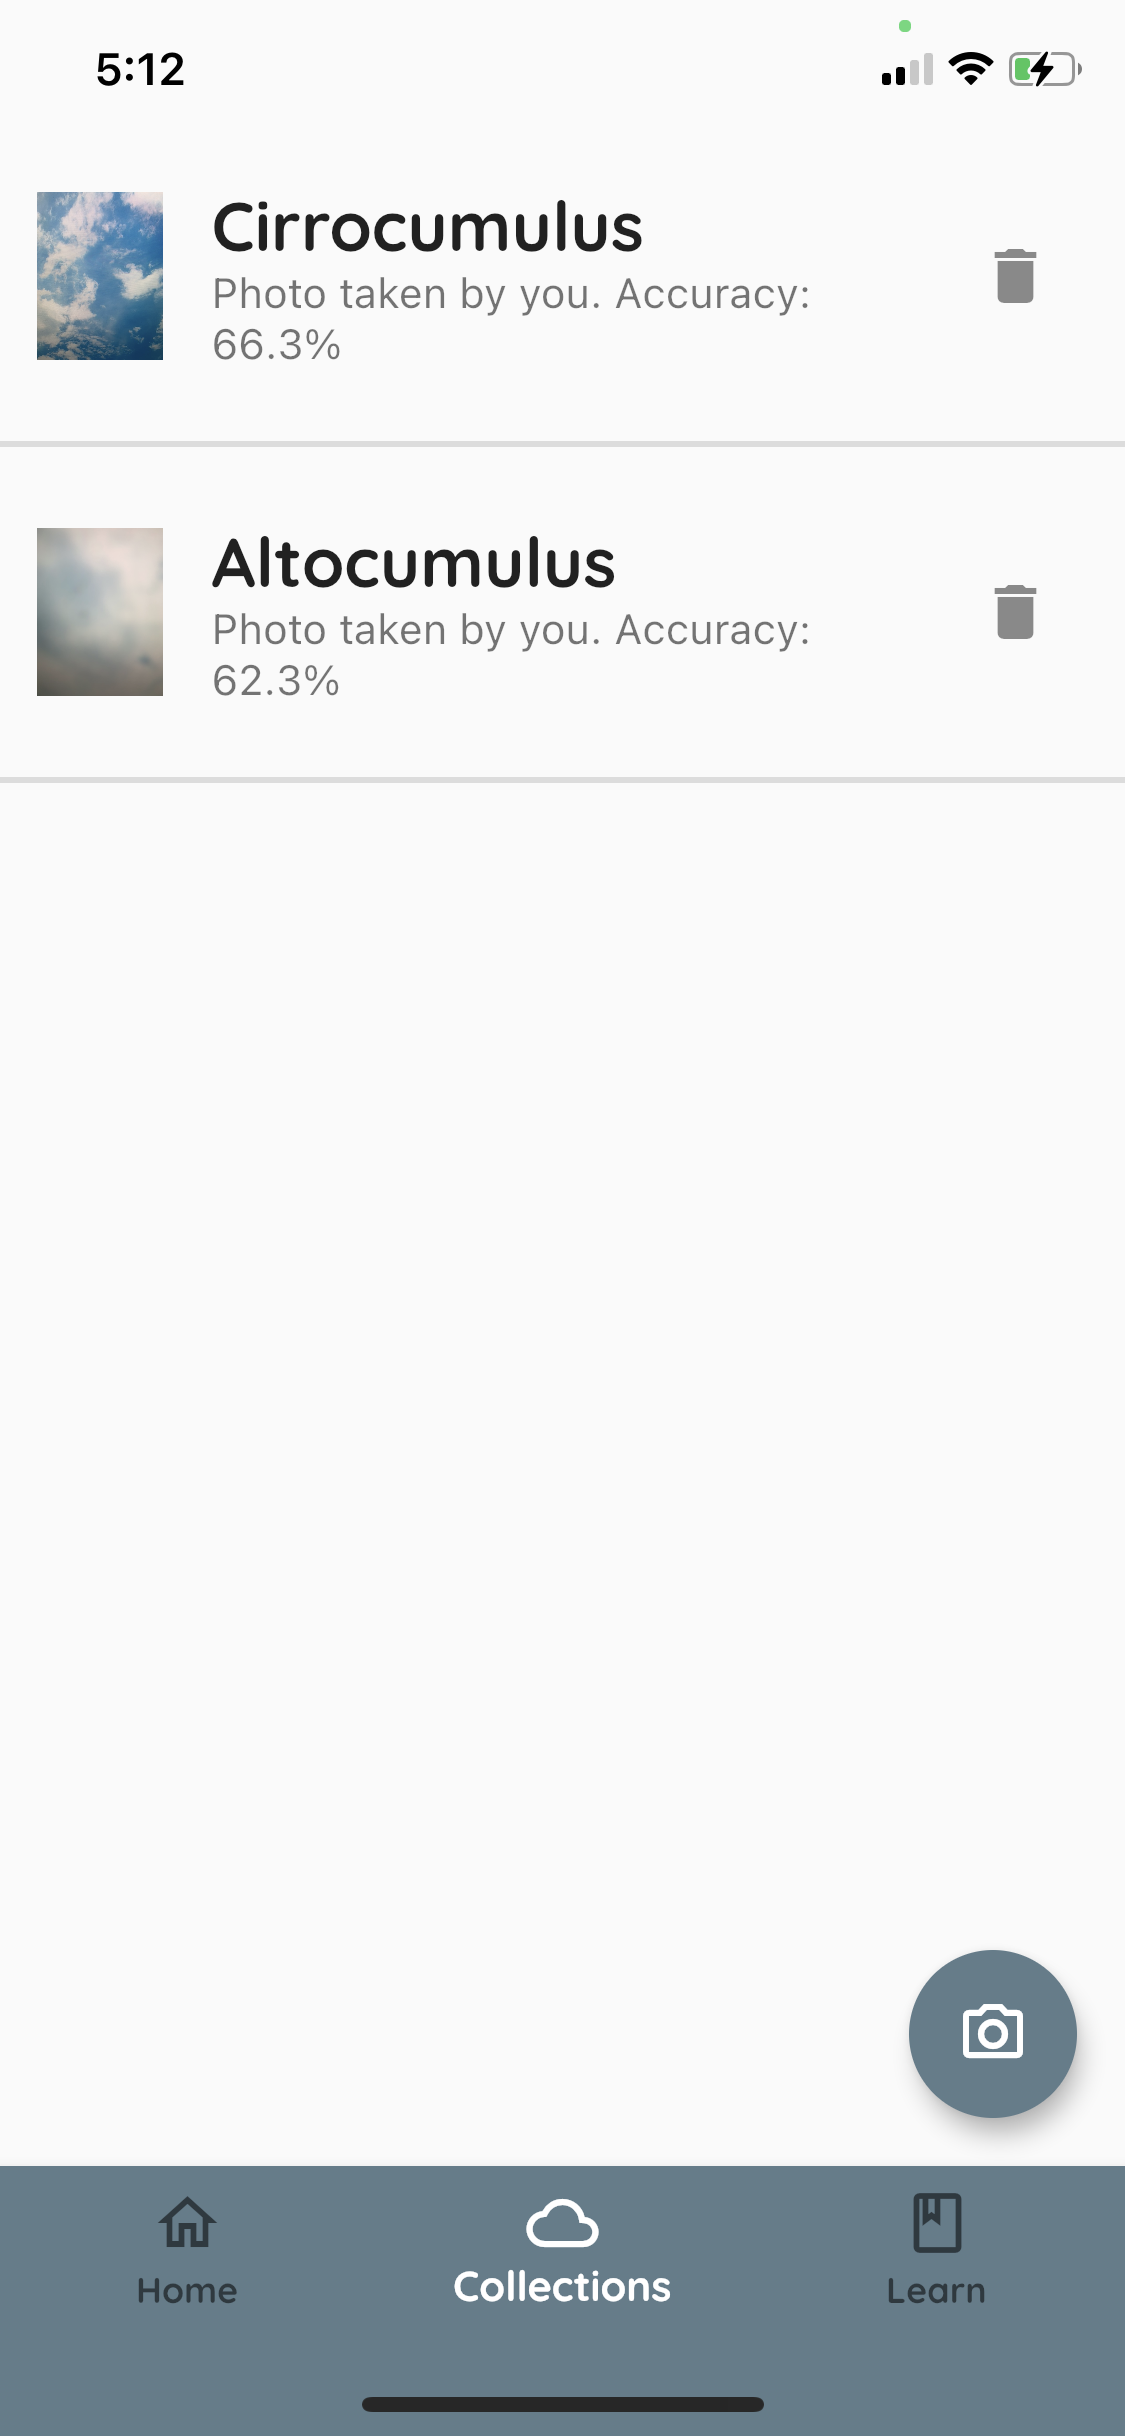 5:12
Cirrocumulus
Photo taken by you. Accuracy:
66.3%
Altocumulus
Photo taken by you. Accuracy:
62.3%
Home
Collections
Learn